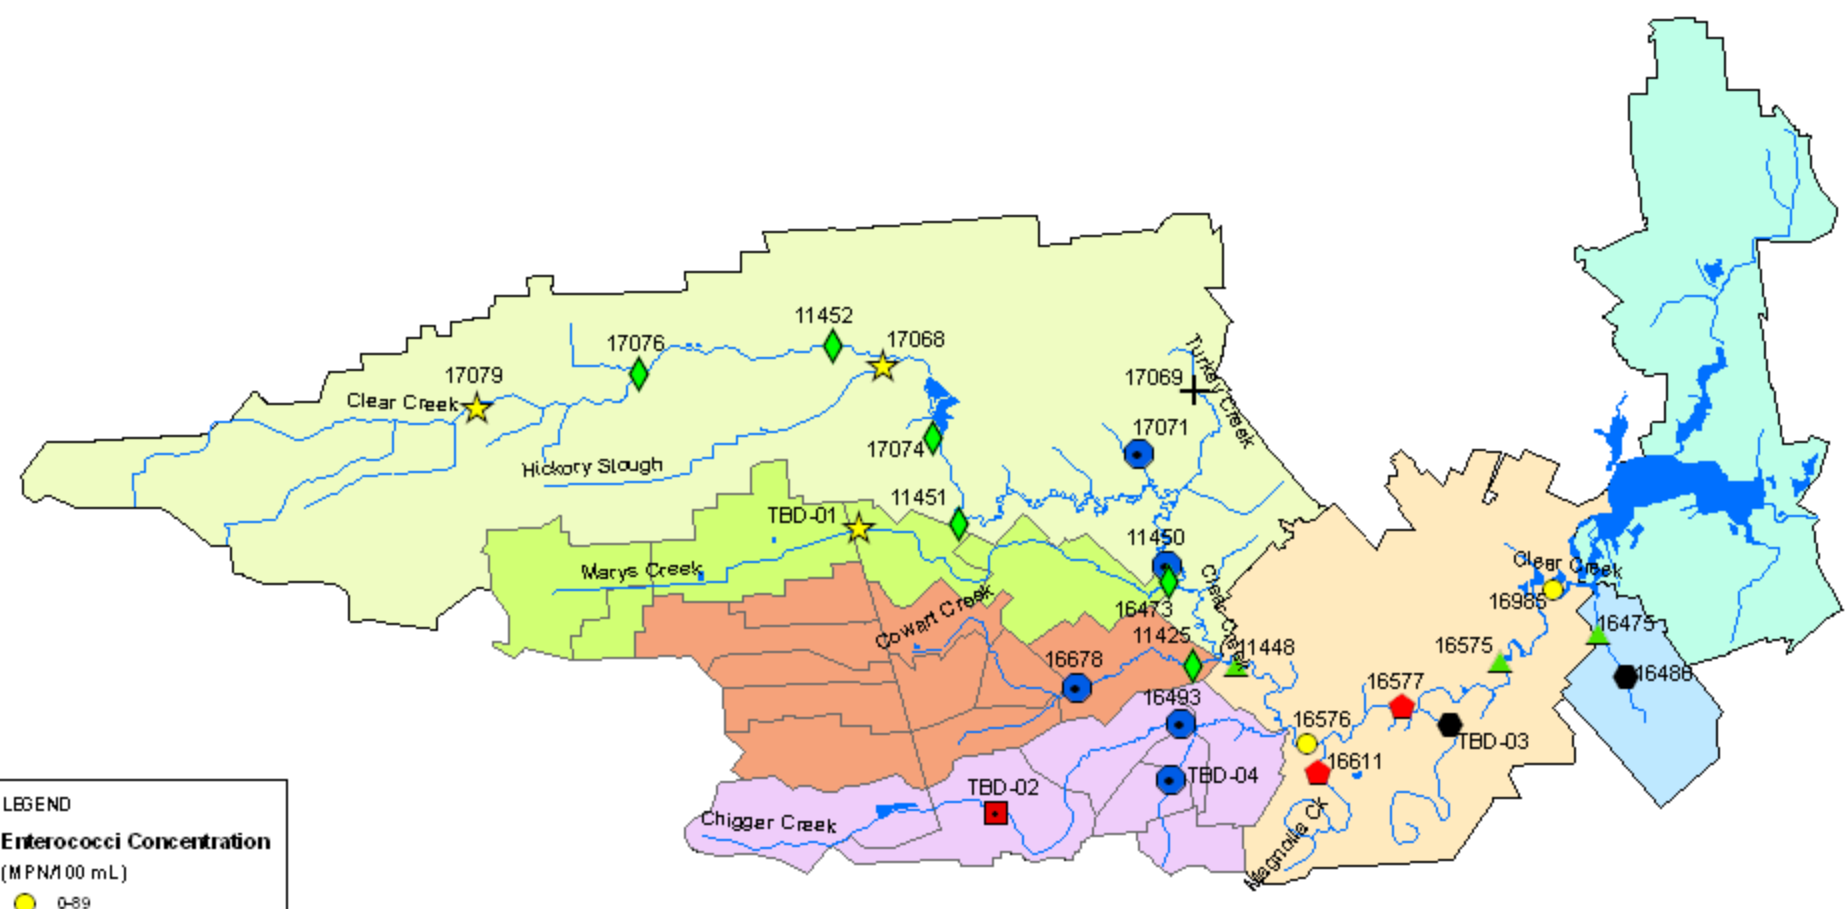 11452
17068
17076
17079
Clear Creek
17069
Turkey Creek
17071
17074
Hickory Slough
11451
TBD-01
11450
Marys Creek
Clear Creek
Clear Creek
16985
16473
Cowart Creek
11425
16475
11448
16575
16678
16486
16577
16493
16576
TBD-03
16611
TBD-04
TBD-02
Chigger Creek
Magnolia Ck
LEGEND
Enterococci Concentration
(MPN/100 mL)
0-89